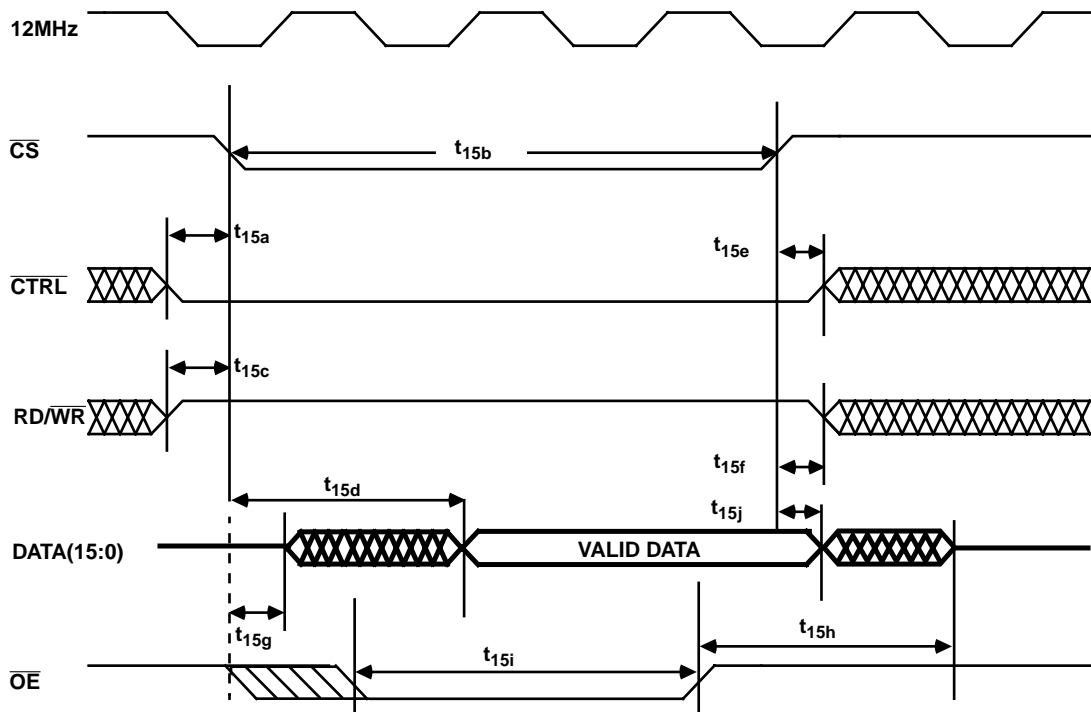 12MHz
CS
t15b
t15a
t15e
CTRL
t15c
RD/WR
t15f
t15d
t15j
DATA(15:0)
VALID DATA
t15g
t15h
t15i
OE